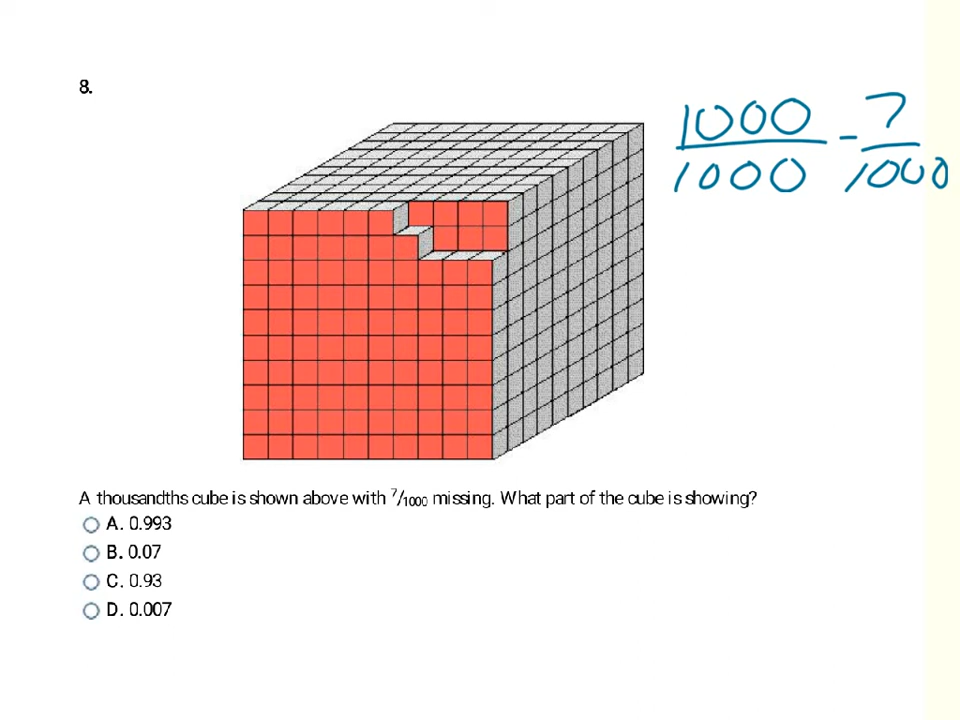 8.
1000/1000 - 7/1000
A thousandths cube is shown above with 7/1000 missing. What part of the cube is showing?
A. 0.993
B. 0.07
C. 0.93
D. 0.007